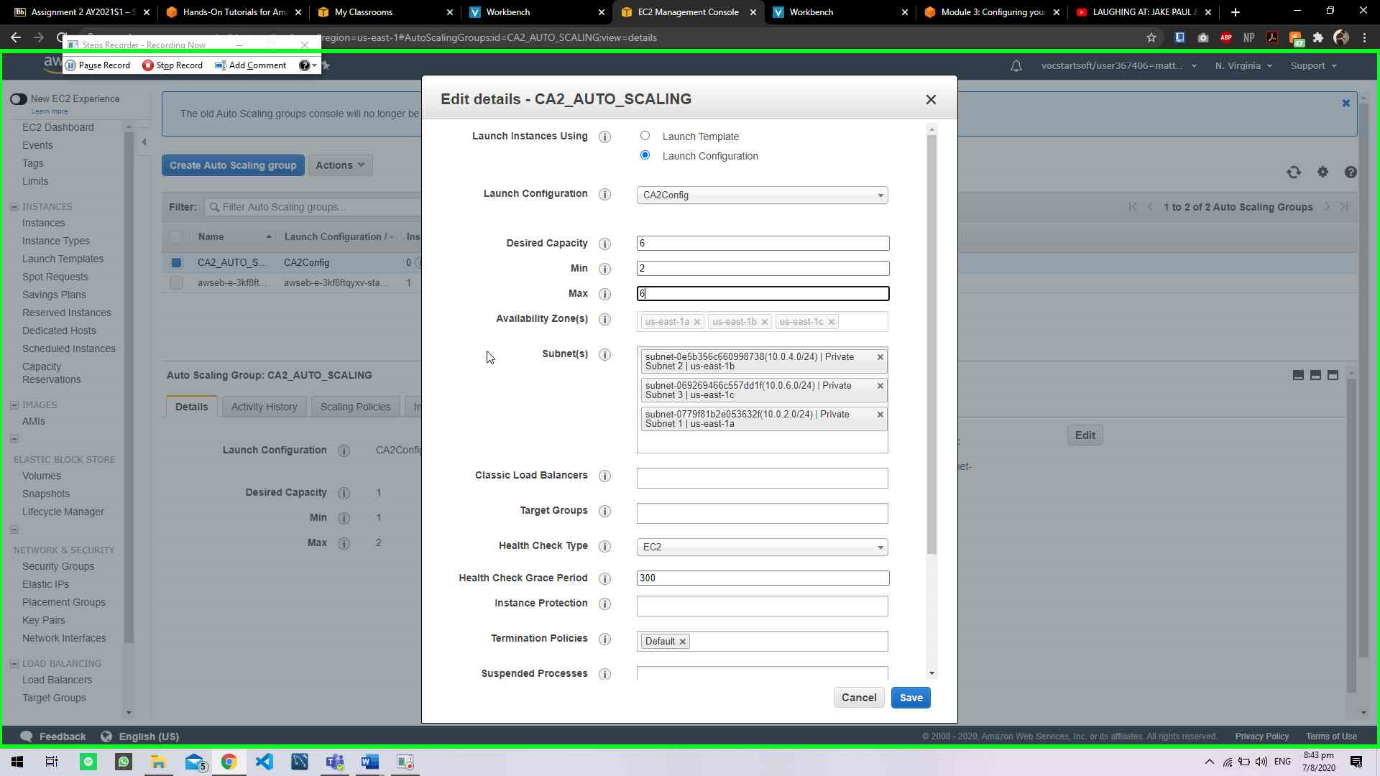 Assignment 2 AY2021S1 – S
Hands-On Tutorials for Am
My Classrooms
Workbench
EC2 Management Console
Workbench
Module 3: Configuring you
LAUGHING AT: JAKE PAUL &
region=us-east-1#AutoScalingGroups:id=CA2_AUTO_SCALING;view=details
Steps Recorder - Recording Now
Pause Record
Stop Record
Add Comment
vocstartsoft/user367406=matt...
N. Virginia
Support
New EC2 Experience
Learn more
EC2 Dashboard
Events
Tags
Limits
INSTANCES
Instances
Instance Types
Launch Templates
Spot Requests
Savings Plans
Reserved Instances
Dedicated Hosts
Scheduled Instances
Capacity
Reservations
IMAGES
AMIs
ELASTIC BLOCK STORE
Volumes
Snapshots
Lifecycle Manager
NETWORK & SECURITY
Security Groups
Elastic IPs
Placement Groups
Key Pairs
Network Interfaces
LOAD BALANCING
Load Balancers
Target Groups
The old Auto Scaling groups console will no longer be
Create Auto Scaling group
Actions
Filter:
Filter Auto Scaling groups...
1 to 2 of 2 Auto Scaling Groups
Name
Launch Configuration /
Ins
CA2_AUTO_S...
CA2Config
0
awseb-e-3kf8ft...
awseb-e-3kf8ftqyxv-sta...
1
Auto Scaling Group: CA2_AUTO_SCALING
Details
Activity History
Scaling Policies
In
Edit
Launch Configuration
CA2Config
Desired Capacity
1
Min
1
Max
2
Edit details - CA2_AUTO_SCALING
Launch Instances Using
Launch Template
Launch Configuration
Launch Configuration
CA2Config
Desired Capacity
6
Min
2
Max
6
Availability Zone(s)
us-east-1a
us-east-1b
us-east-1c
Subnet(s)
subnet-0e5b356c660998738(10.0.4.0/24) | Private
Subnet 2 | us-east-1b
subnet-069269466c557dd1f(10.0.6.0/24) | Private
Subnet 3 | us-east-1c
subnet-0779f81b2e053632f(10.0.2.0/24) | Private
Subnet 1 | us-east-1a
Classic Load Balancers
Target Groups
Health Check Type
EC2
Health Check Grace Period
300
Instance Protection
Termination Policies
Default
Suspended Processes
Cancel
Save
Feedback
English (US)
© 2008 - 2020, Amazon Web Services, Inc. or its affiliates. All rights reserved.
Privacy Policy
Terms of Use
ENG
8:43 pm
7/8/2020